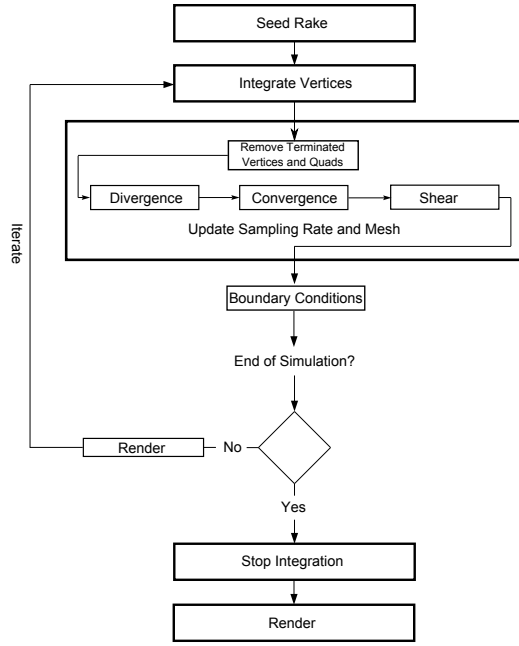 Seed Rake
Integrate Vertices
Remove Terminated
Vertices and Quads
Divergence
Convergence
Shear
Update Sampling Rate and Mesh
Iterate
Boundary Conditions
End of Simulation?
Render
No
Yes
Stop Integration
Render